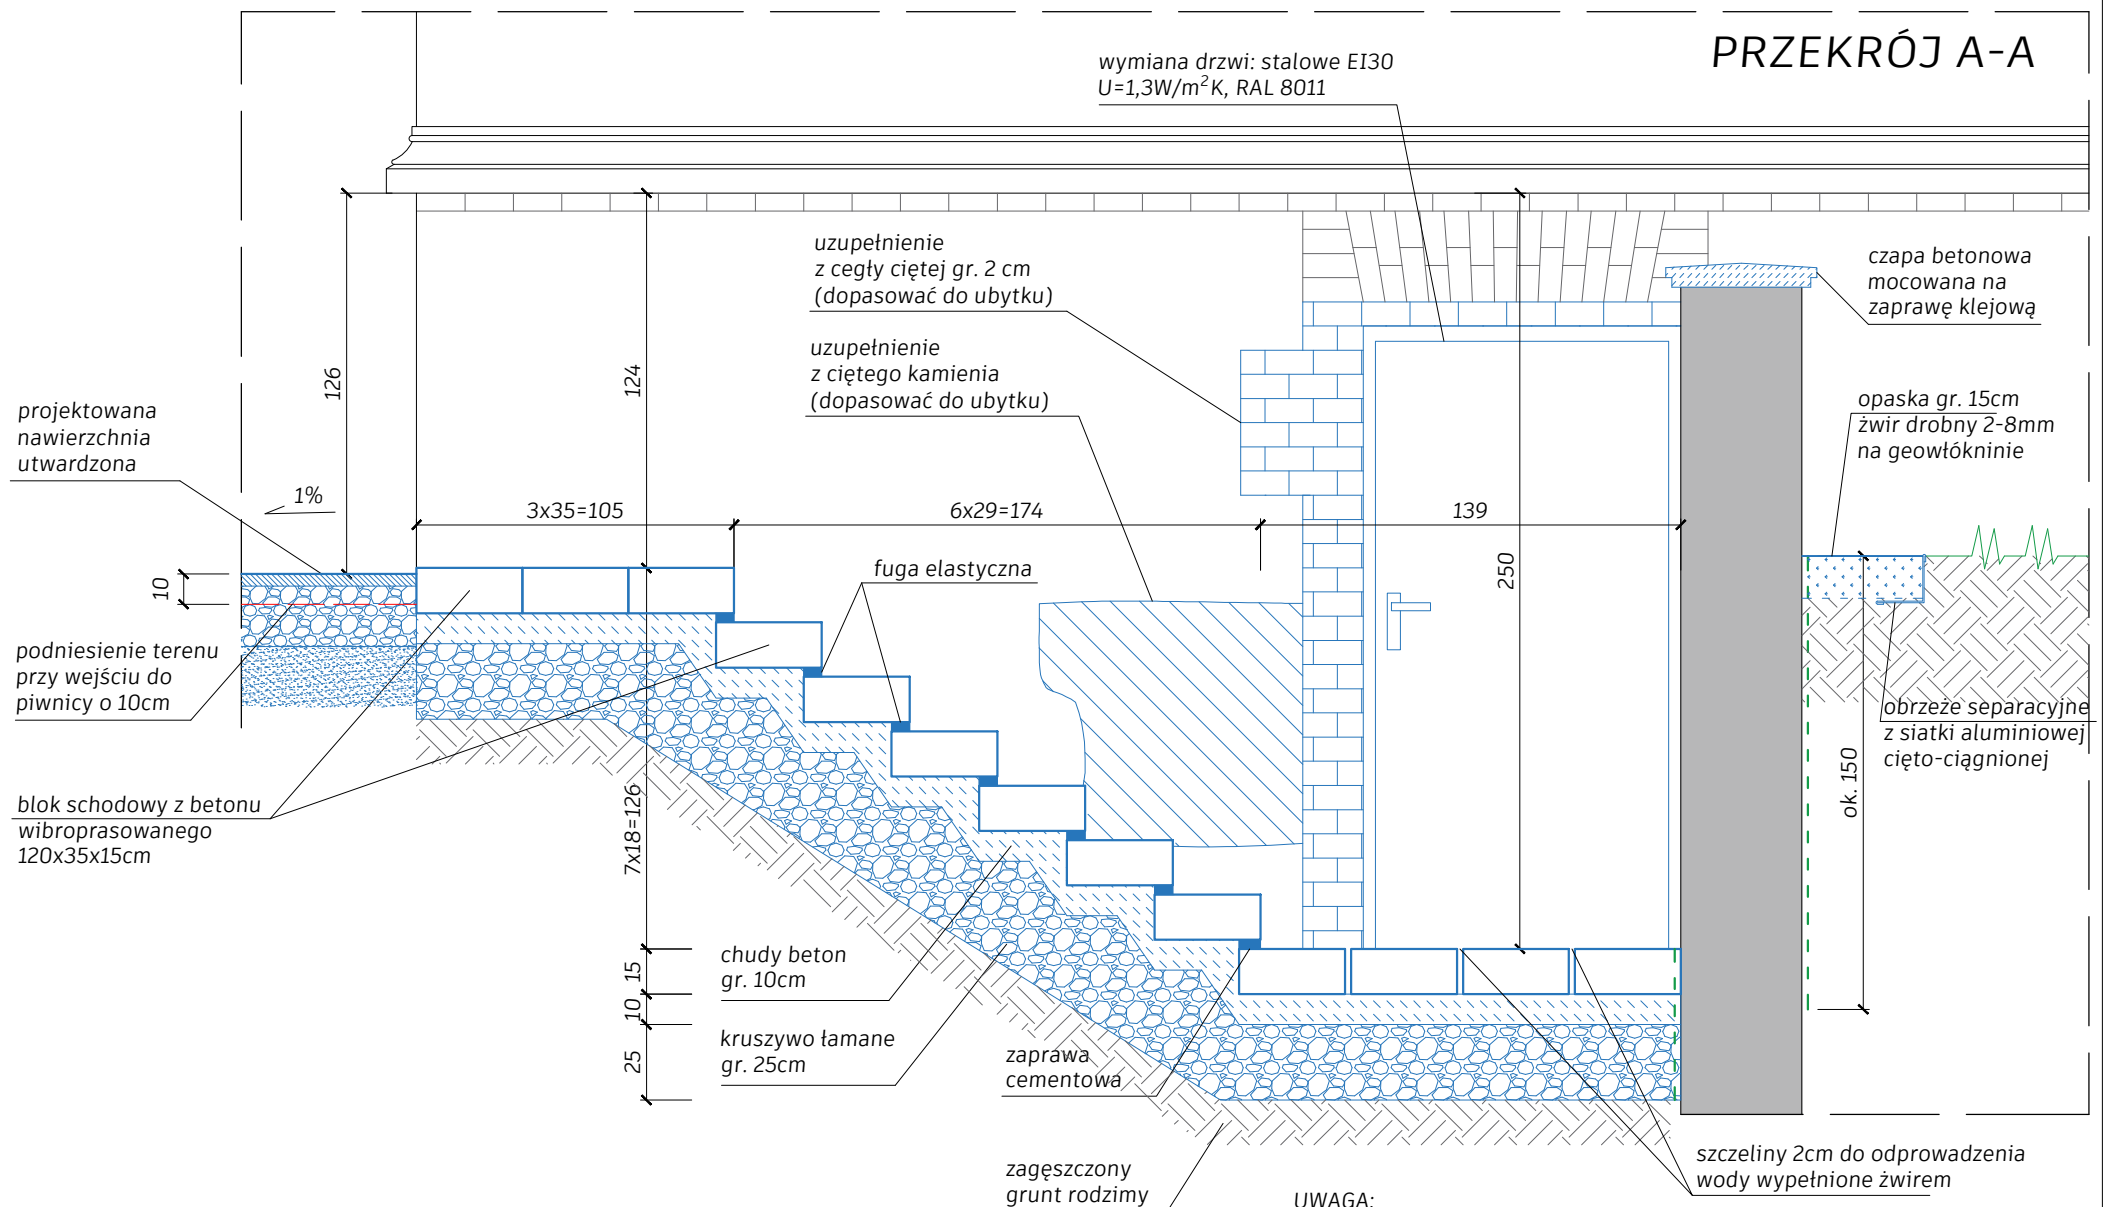 PRZEKRÓJ A-A
wymiana drzwi: stalowe EI30
U=1,3W/m²K, RAL 8011
uzupełnienie
z cegły ciętej gr. 2 cm
(dopasować do ubytku)
czapa betonowa
mocowana na
zaprawę klejową
uzupełnienie
z ciętego kamienia
(dopasować do ubytku)
126
124
projektowana
nawierzchnia
utwardzona
opaska gr. 15cm
żwir drobny 2-8mm
na geowłókninie
1%
3x35=105
6x29=174
139
250
10
fuga elastyczna
podniesienie terenu
przy wejściu do
piwnicy o 10cm
obrzeże separacyjne
z siatki aluminiowej
cięto-ciągnionej
ok. 150
blok schodowy z betonu
wibroprasowanego
120x35x15cm
7x18=126
chudy beton
gr. 10cm
15
10
25
kruszywo łamane
gr. 25cm
zaprawa
cementowa
zagęszczony
grunt rodzimy
szczeliny 2cm do odprowadzenia
wody wypełnione żwirem
UWAGA: